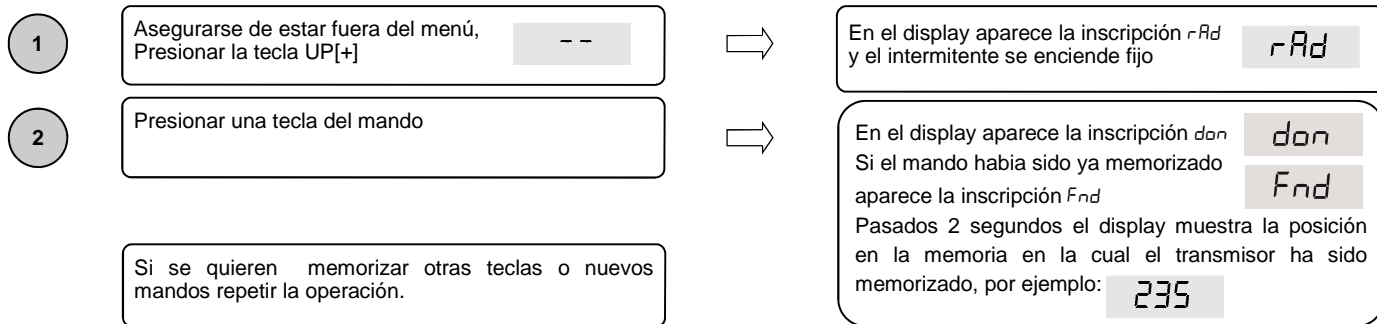 1
Asegurarse de estar fuera del menú,
Presionar la tecla UP[+]
--
En el display aparece la inscripción rAd
y el intermitente se enciende fijo
rAd
2
Presionar una tecla del mando
En el display aparece la inscripción don
don
Si el mando habia sido ya memorizado
aparece la inscripción Fnd
Fnd
Pasados 2 segundos el display muestra la posición
en la memoria en la cual el transmisor ha sido
memorizado, por ejemplo: 235
Si se quieren memorizar otras teclas o nuevos
mandos repetir la operación.